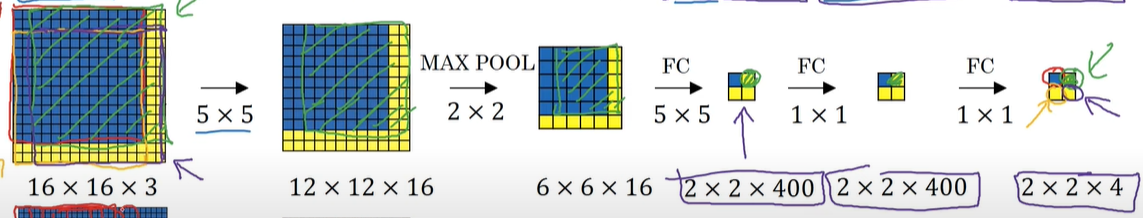 MAX POOL
FC
FC
FC
5 × 5
2 × 2
5 × 5
1 × 1
1 × 1
16 × 16 × 3
12 × 12 × 16
6 × 6 × 16
2 × 2 × 400
2 × 2 × 400
2 × 2 × 4